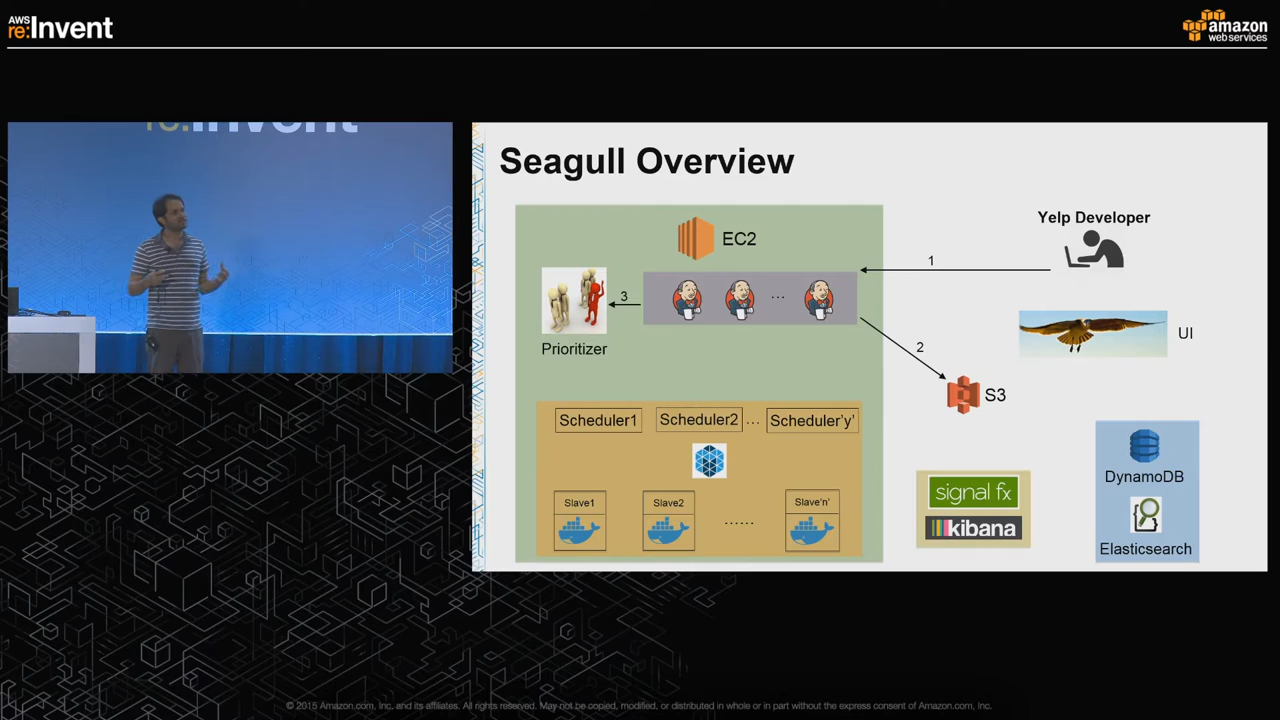 AWS
re:Invent
amazon
web services
re:Invent
Seagull Overview
EC2
Yelp Developer
1
3
...
Prioritizer
UI
2
S3
Scheduler1
Scheduler2
...
Scheduler'y'
Slave1
Slave2
......
Slave'n'
signal fx
kibana
DynamoDB
Elasticsearch
© 2015 Amazon.com, Inc. and its affiliates. All rights reserved. May not be copied, modified, or distributed in whole or in part without the express consent of Amazon.com, Inc.